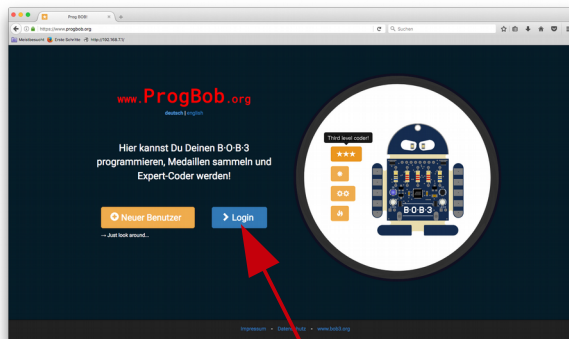 Prog BOB!
https://www.progbob.org
Suchen
Meistbesucht Erste Schritte http://192.168.7.1/
www.ProgBob.org
deutsch | english
Hier kannst Du Deinen B·O·B·3
programmieren, Medaillen sammeln und
Expert-Coder werden!
Neuer Benutzer
Login
→ Just look around...
Third level coder!
B·O·B·3
Impressum • Datenschutz • www.bob3.org